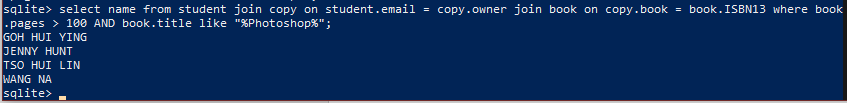 sqlite> select name from student join copy on student.email = copy.owner join book on copy.book = book.ISBN13 where book
.pages > 100 AND book.title like "%Photoshop%";
GOH HUI YING
JENNY HUNT
TSO HUI LIN
WANG NA
sqlite>